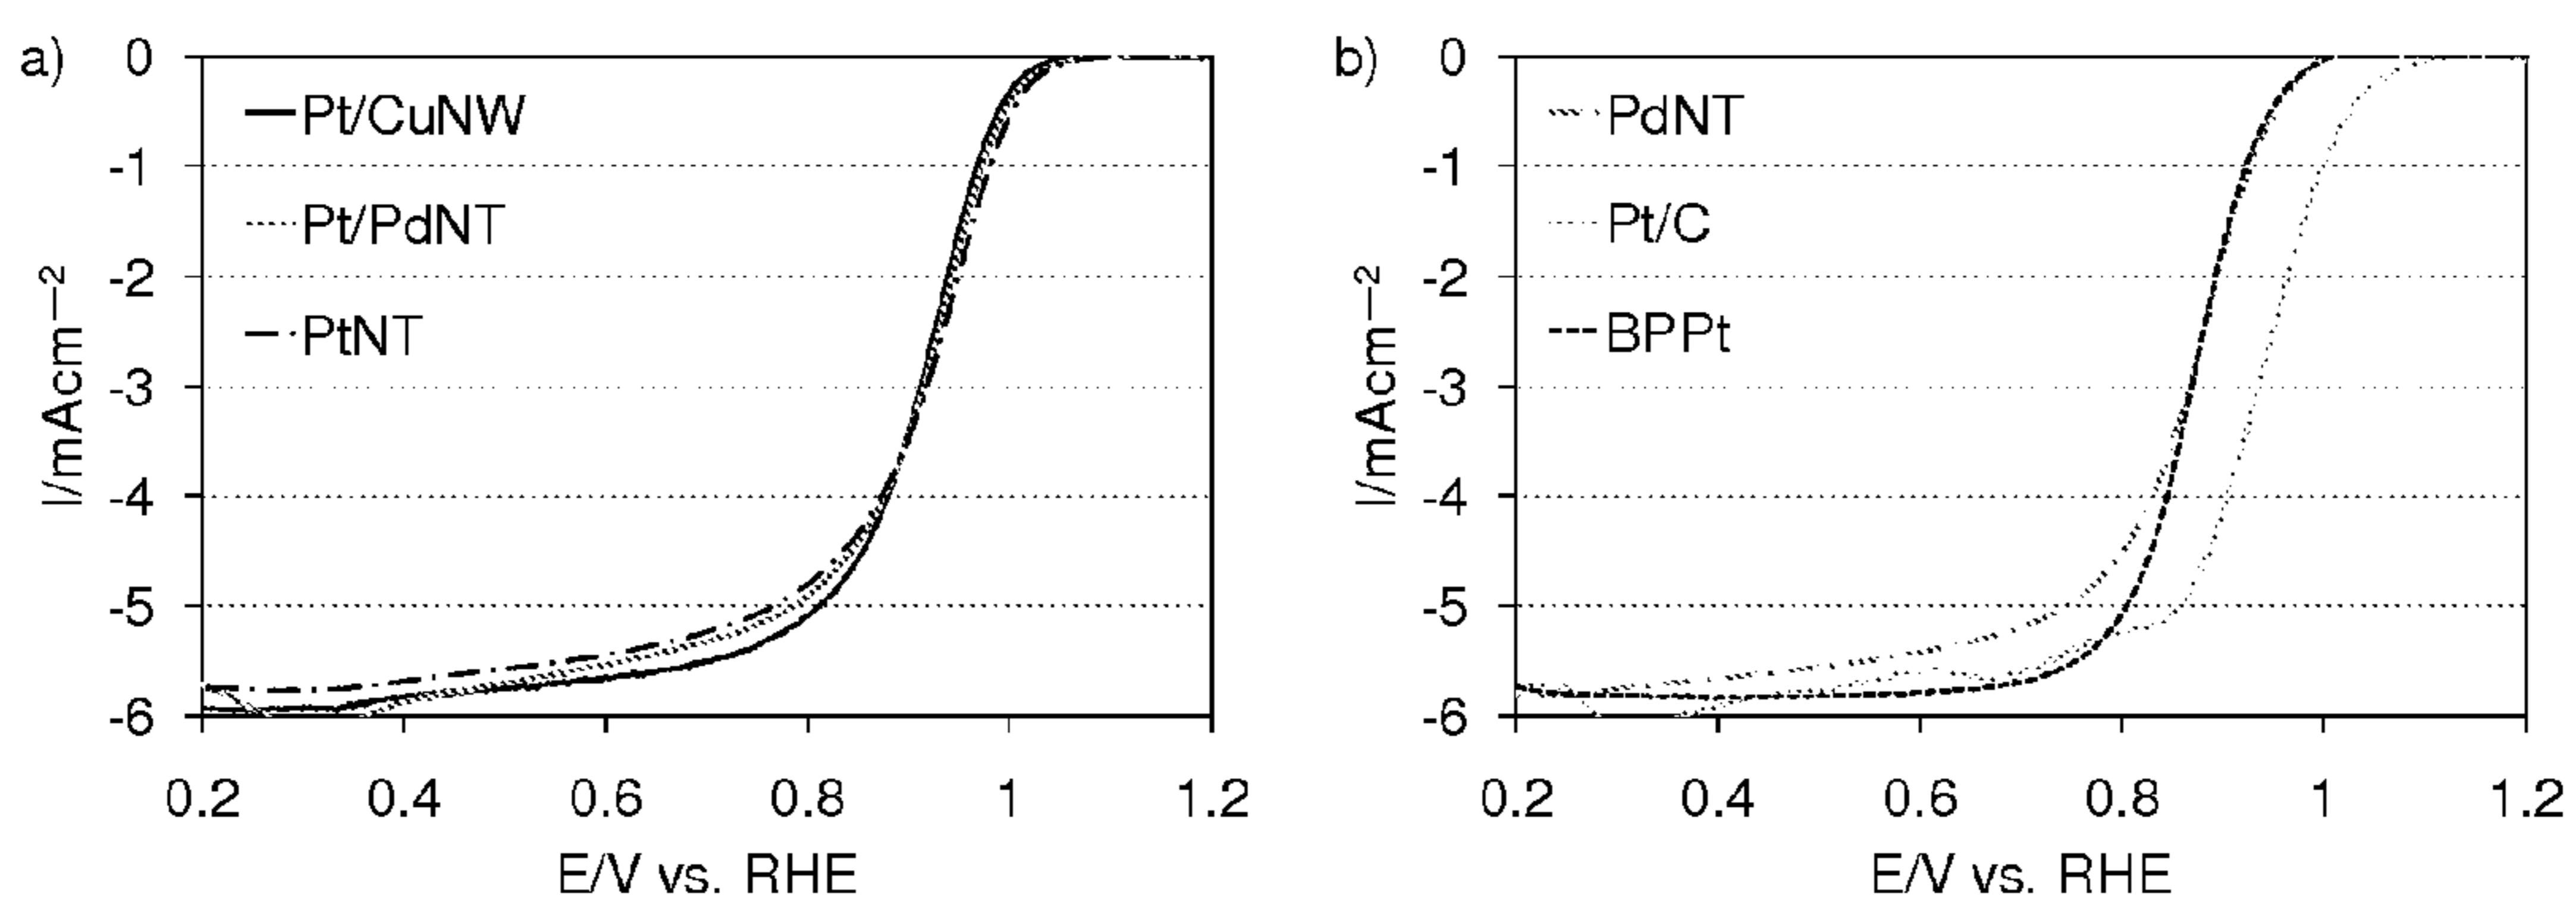 a)
0
-1
-2
-3
-4
-5
-6
I/mAcm−2
Pt/CuNW
Pt/PdNT
PtNT
0.2 0.4 0.6 0.8 1 1.2
E/V vs. RHE
b)
0
-1
-2
-3
-4
-5
-6
I/mAcm−2
PdNT
Pt/C
BPPt
0.2 0.4 0.6 0.8 1 1.2
E/V vs. RHE